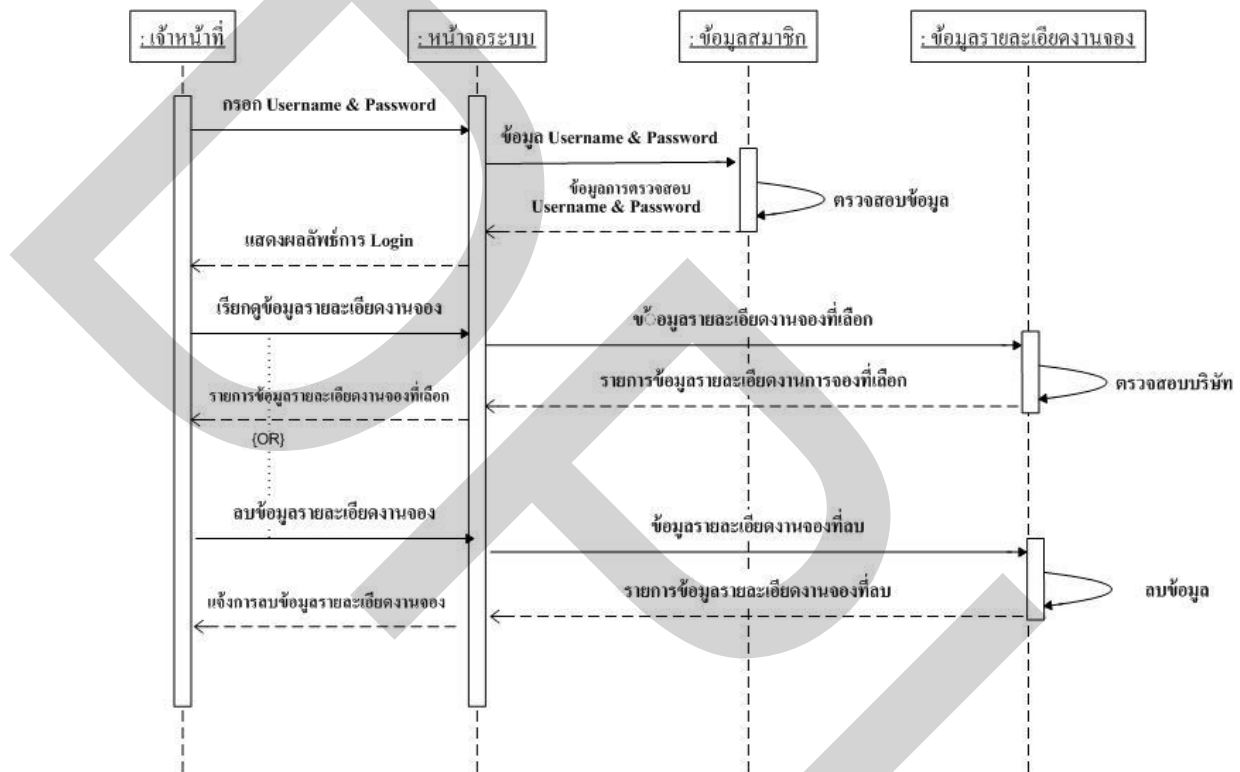 : เจ้าหน้าที่
: หน้าจอระบบ
: ข้อมูลสมาชิก
: ข้อมูลรายละเอียดงานจอง
กรอก Username & Password
ข้อมูล Username & Password
ข้อมูลการตรวจสอบ
Username & Password
ตรวจสอบข้อมูล
แสดงผลลัพธ์การ Login
เรียกดูข้อมูลรายละเอียดงานจอง
ข้อมูลรายละเอียดงานจองที่เลือก
รายการข้อมูลรายละเอียดงานการจองที่เลือก
ตรวจสอบบริษัท
รายการข้อมูลรายละเอียดงานจองที่เลือก
{OR}
ลบข้อมูลรายละเอียดงานจอง
ข้อมูลรายละเอียดงานจองที่ลบ
รายการข้อมูลรายละเอียดงานจองที่ลบ
ลบข้อมูล
แจ้งการลบข้อมูลรายละเอียดงานจอง